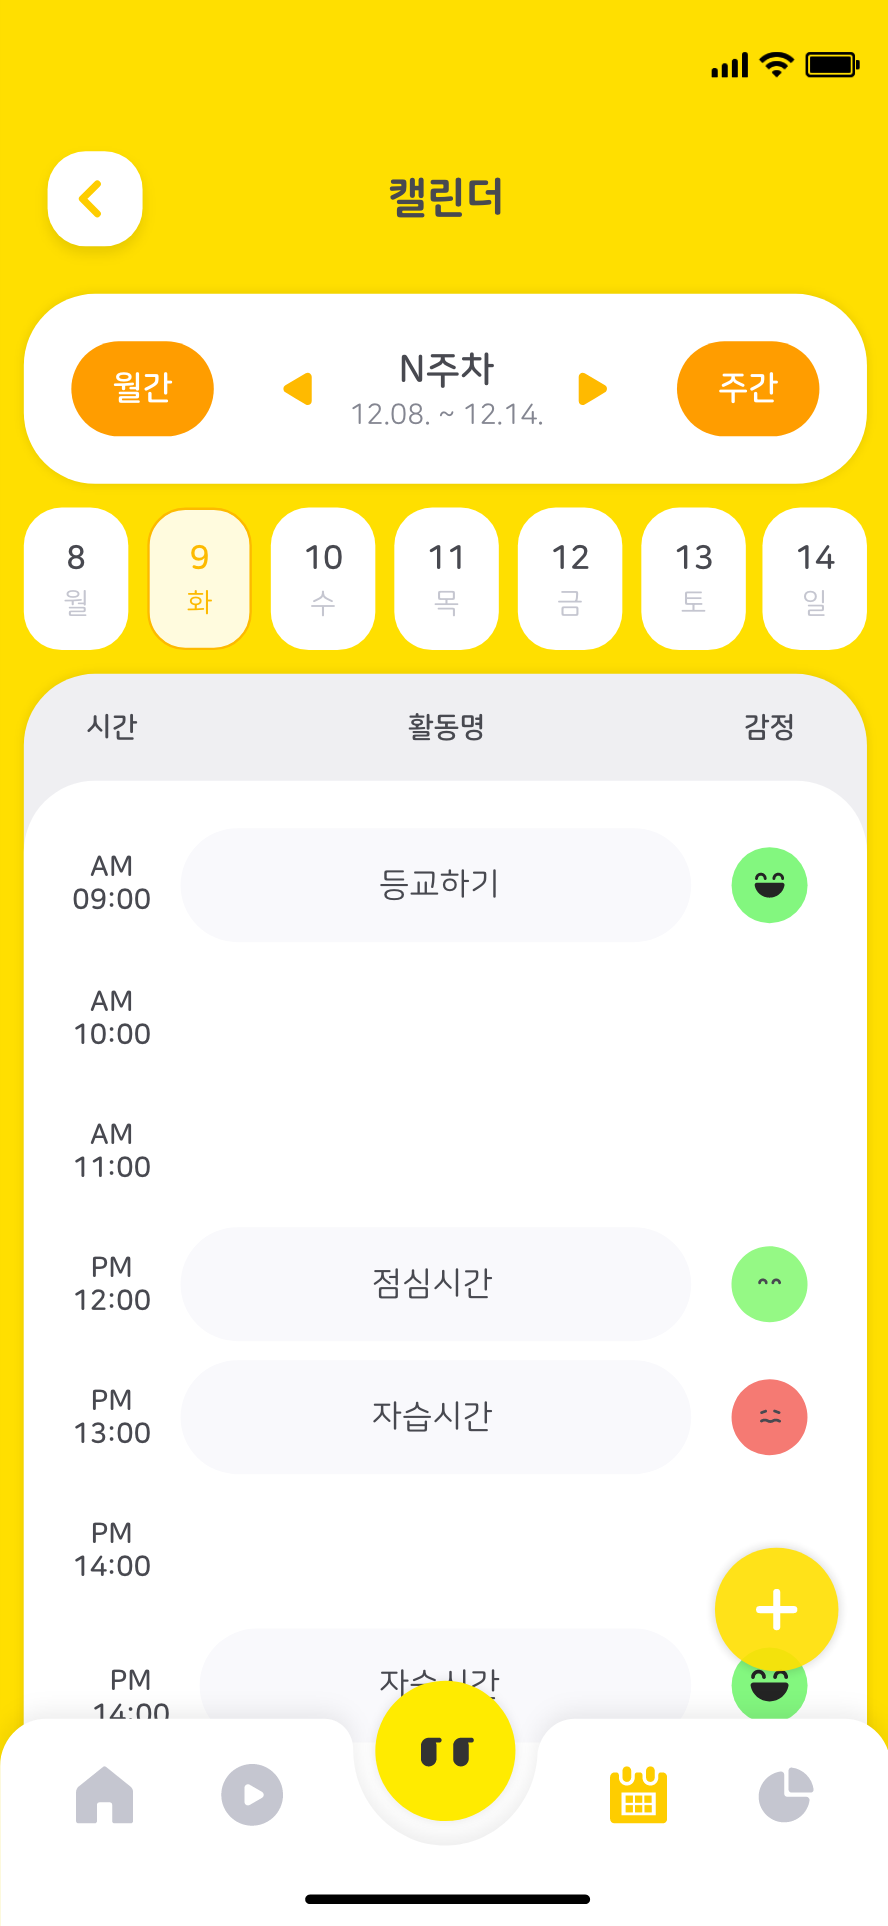 캘린더
월간
N주차
12.08. ~ 12.14.
주간
8
월
9
화
10
수
11
목
12
금
13
토
14
일
시간
활동명
감정
AM
09:00
등교하기
AM
10:00
AM
11:00
PM
12:00
점심시간
PM
13:00
자습시간
PM
14:00
PM
14:00